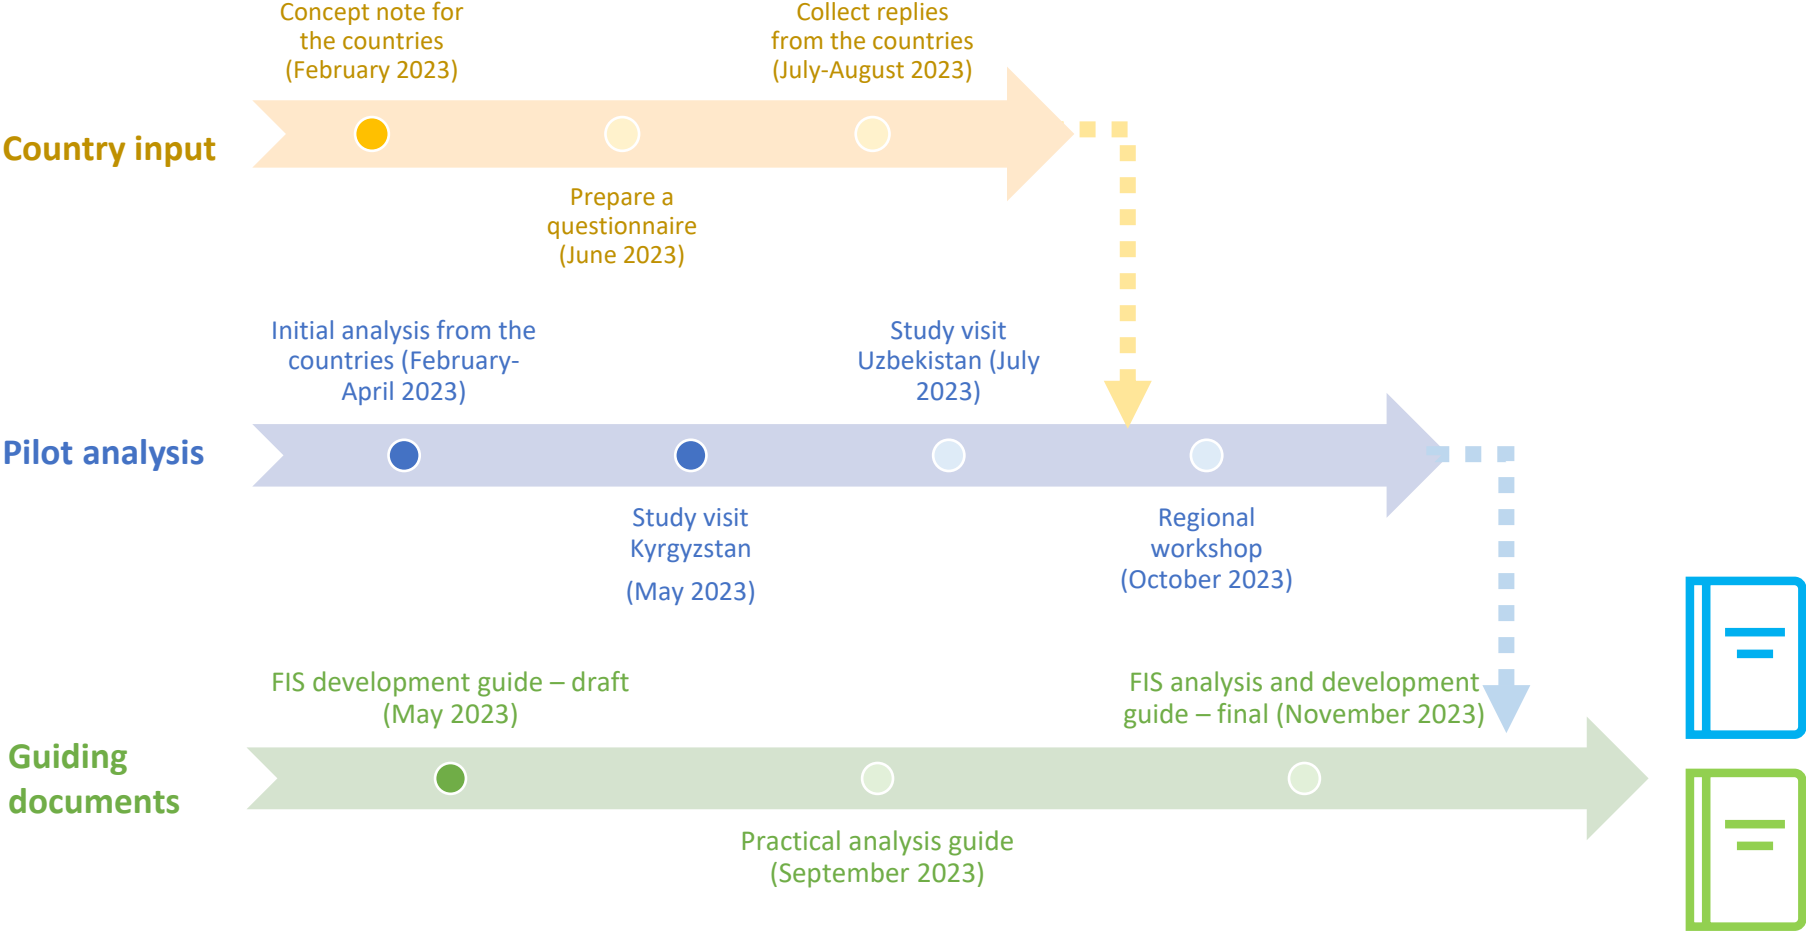 Concept note for
the countries
(February 2023)
Collect replies
from the countries
(July-August 2023)
Country input
Prepare a
questionnaire
(June 2023)
Initial analysis from the
countries (February-
April 2023)
Study visit
Uzbekistan (July
2023)
Pilot analysis
Study visit
Kyrgyzstan
(May 2023)
Regional
workshop
(October 2023)
FIS development guide – draft
(May 2023)
FIS analysis and development
guide – final (November 2023)
Guiding
documents
Practical analysis guide
(September 2023)